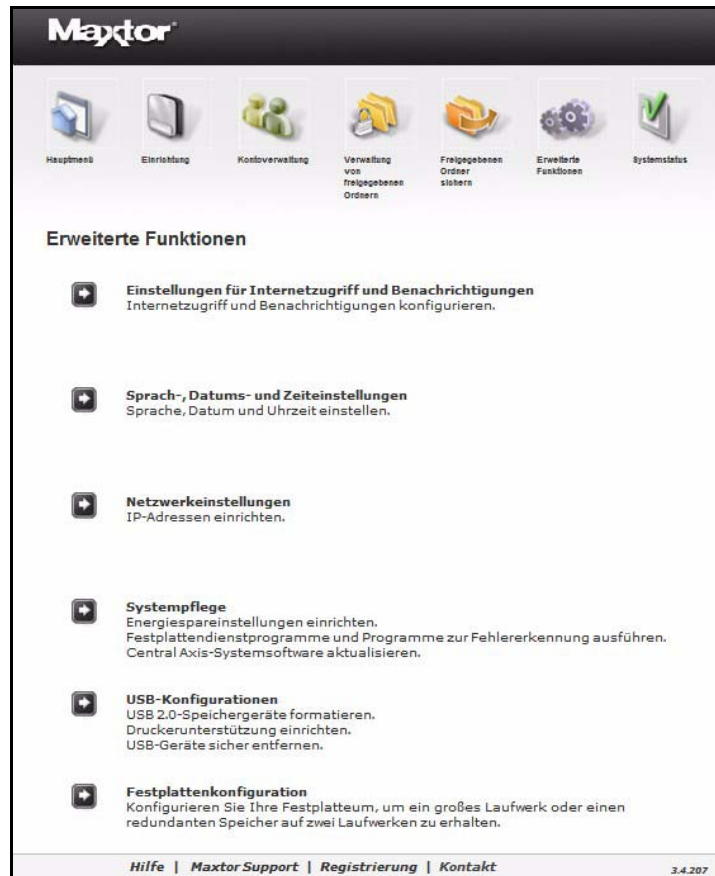 Maxtor
Hauptmenü
Einrichtung
Kontoverwaltung
Verwaltung
von
freigegebenen
Ordnern
Freigegebenen
Ordner
sichern
Erweiterte
Funktionen
Systemstatus
Erweiterte Funktionen
Einstellungen für Internetzugriff und Benachrichtigungen
Internetzugriff und Benachrichtigungen konfigurieren.
Sprach-, Datums- und Zeiteinstellungen
Sprache, Datum und Uhrzeit einstellen.
Netzwerkeinstellungen
IP-Adressen einrichten.
Systempflege
Energiespareinstellungen einrichten.
Festplattendienstprogramme und Programme zur Fehlererkennung ausführen.
Central Axis-Systemsoftware aktualisieren.
USB-Konfigurationen
USB 2.0-Speichergeräte formatieren.
Druckerunterstützung einrichten.
USB-Geräte sicher entfernen.
Festplattenkonfiguration
Konfigurieren Sie Ihre Festplatteum, um ein großes Laufwerk oder einen
redundanten Speicher auf zwei Laufwerken zu erhalten.
Hilfe | Maxtor Support | Registrierung | Kontakt
3.4.207